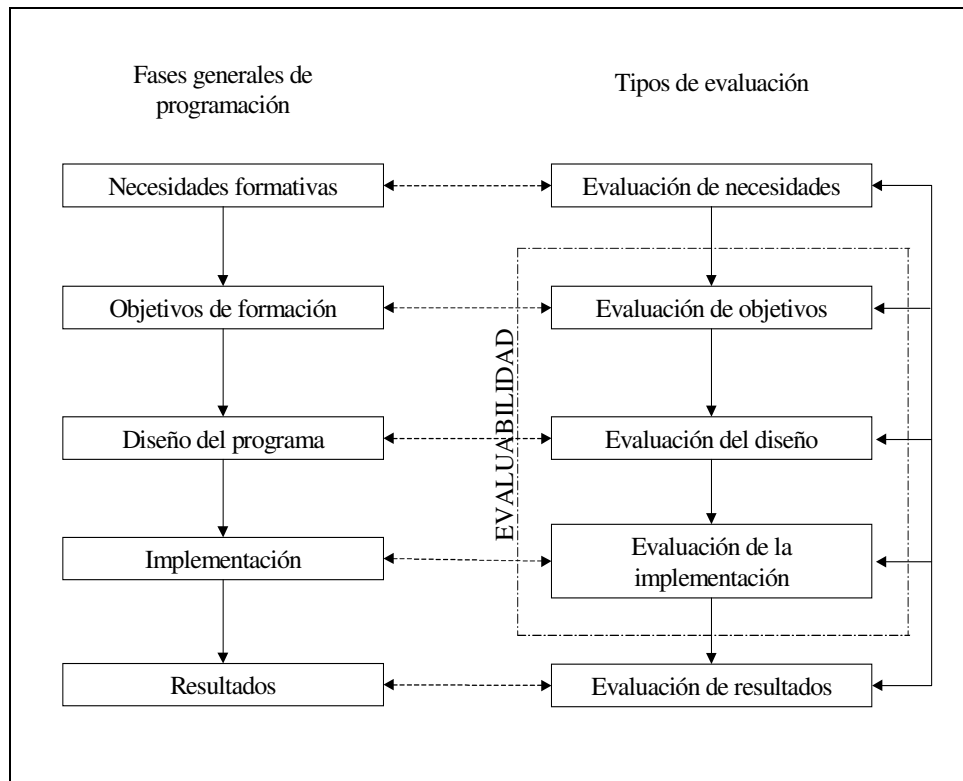 Fases generales de
programación
Tipos de evaluación
Necesidades formativas
Evaluación de necesidades
Objetivos de formación
Evaluación de objetivos
EVALUABILIDAD
Diseño del programa
Evaluación del diseño
Implementación
Evaluación de la
implementación
Resultados
Evaluación de resultados